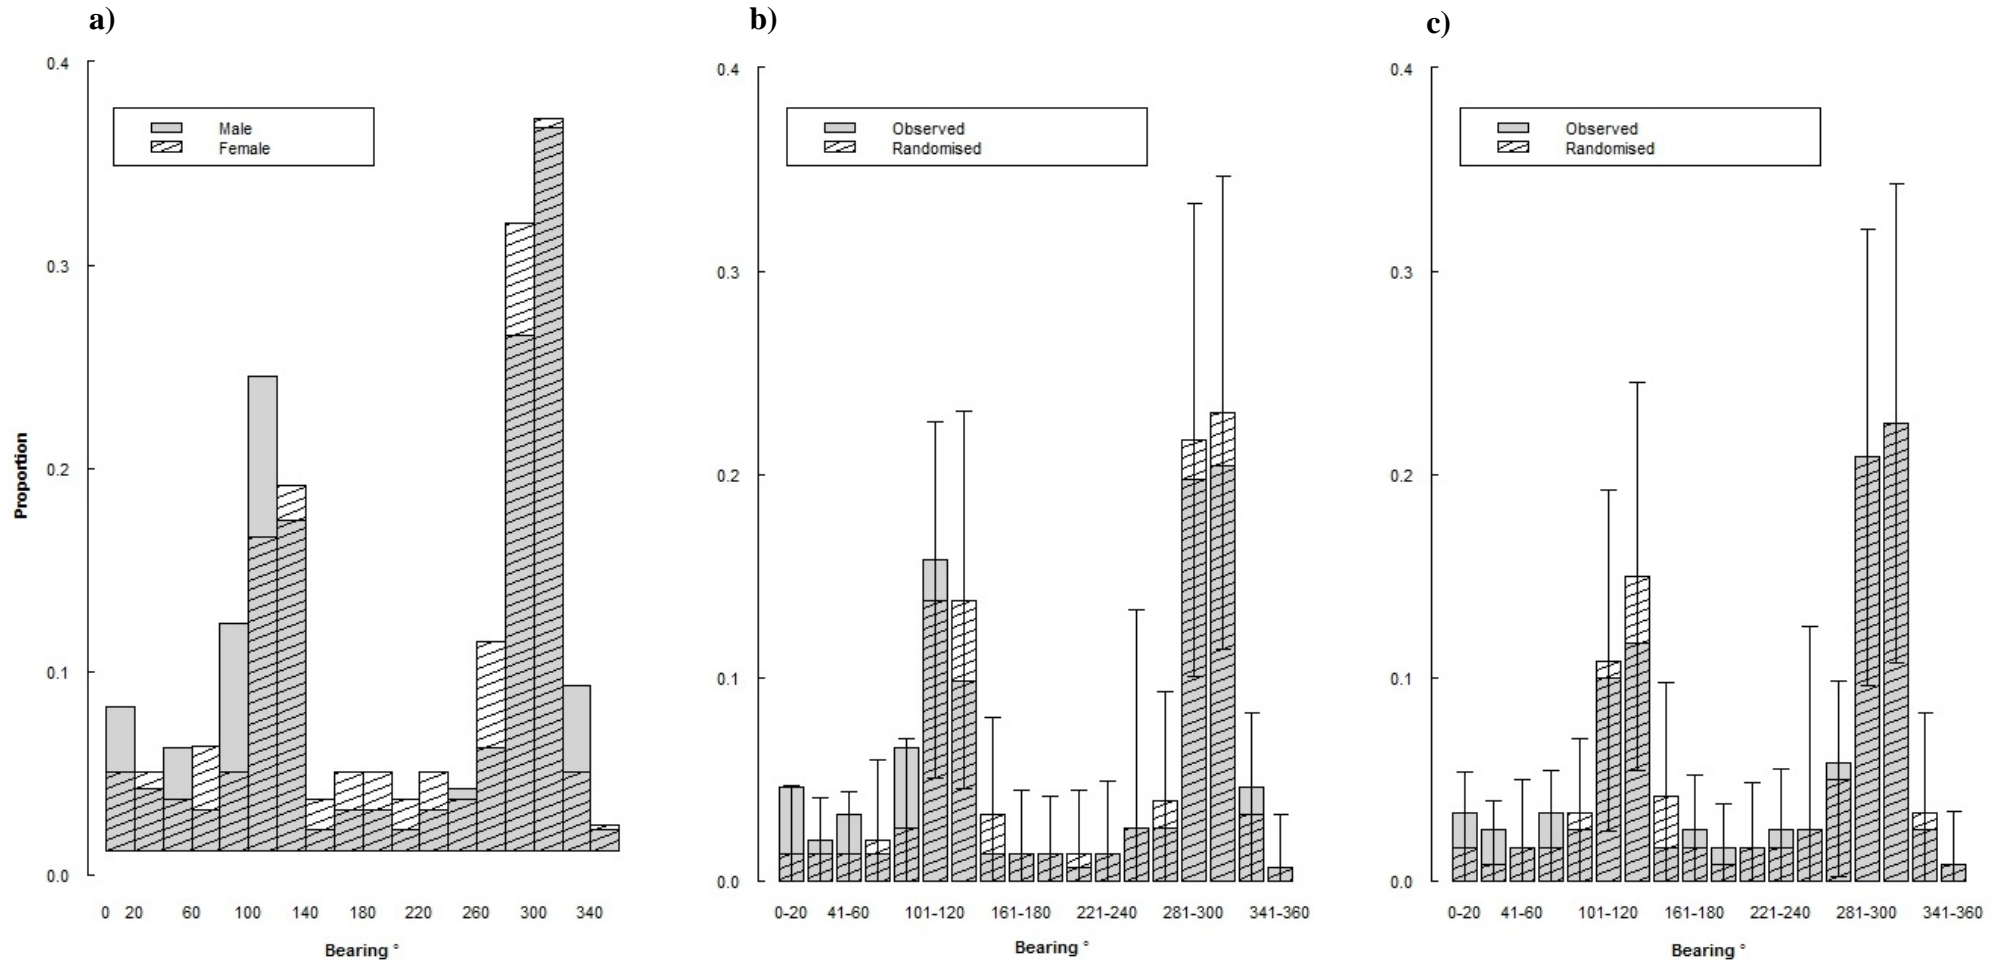 a)
0.4
0.3
0.2
0.1
0.0
Proportion
Male
Female
0 20 60 100 140 180 220 260 300 340
Bearing °
b)
0.4
0.3
0.2
0.1
0.0
Observed
Randomised
0-20 41-60 101-120 161-180 221-240 281-300 341-360
Bearing °
c)
0.4
0.3
0.2
0.1
0.0
Observed
Randomised
0-20 41-60 101-120 161-180 221-240 281-300 341-360
Bearing °